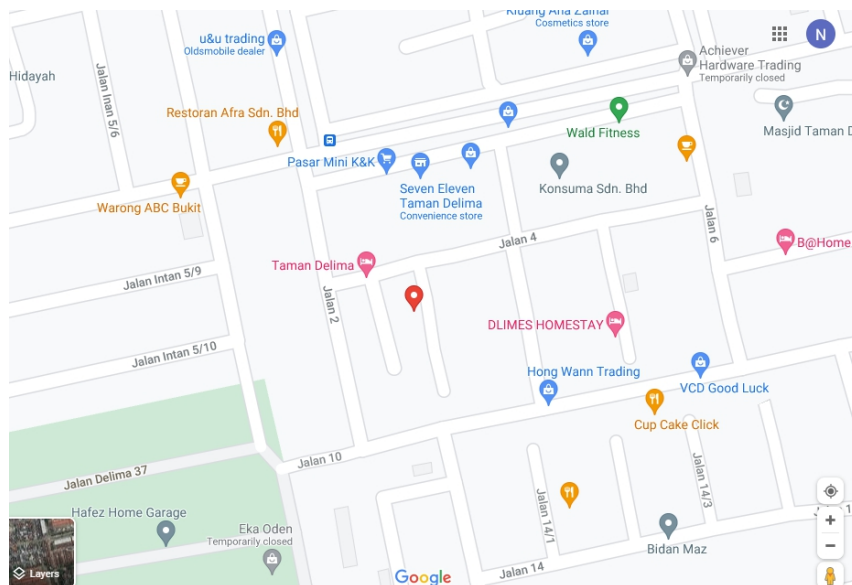 Kluang Aria Zainal
Cosmetics store
u&u trading
Oldsmobile dealer
N
Achiever
Hardware Trading
Temporarily closed
Hidayah
Jalan Inan 5/6
Restoran Afra Sdn. Bhd
Wald Fitness
Masjid Taman D
Pasar Mini K&K
Seven Eleven
Taman Delima
Convenience store
Konsuma Sdn. Bhd
Warong ABC Bukit
Jalan 6
Jalan 4
B@Home
Taman Delima
Jalan Intan 5/9
Jalan 2
DLIMES HOMESTAY
Jalan Intan 5/10
Hong Wann Trading
VCD Good Luck
Cup Cake Click
Jalan 10
Jalan Delima 37
Jalan 14/3
Jalan 14/1
Hafez Home Garage
Eka Oden
Temporarily closed
Bidan Maz
Layers
Google
Jalan 14